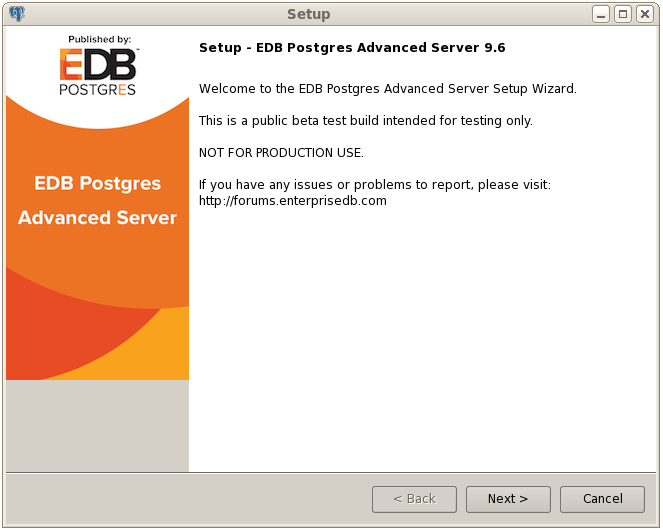 Setup
Published by:
EDB
POSTGRES
EDB Postgres
Advanced Server
Setup - EDB Postgres Advanced Server 9.6
Welcome to the EDB Postgres Advanced Server Setup Wizard.
This is a public beta test build intended for testing only.
NOT FOR PRODUCTION USE.
If you have any issues or problems to report, please visit:
http://forums.enterprisedb.com
< Back
Next >
Cancel